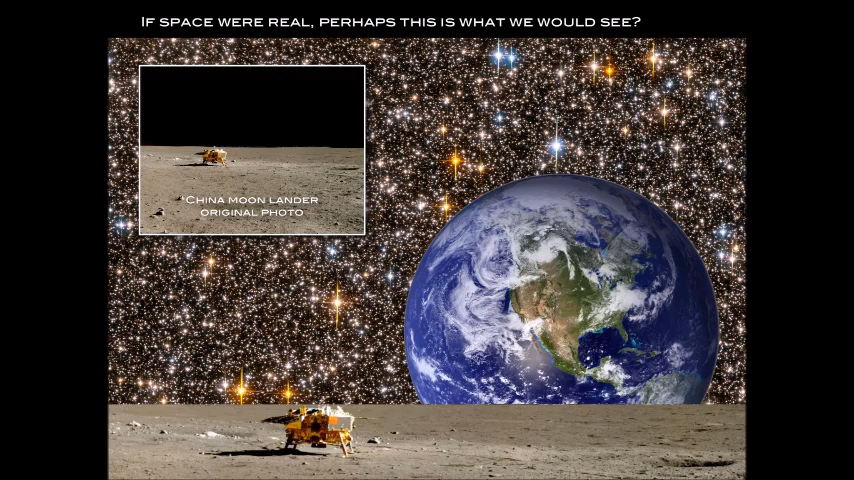 If space were real, perhaps this is what we would see?
*China moon lander
original photo